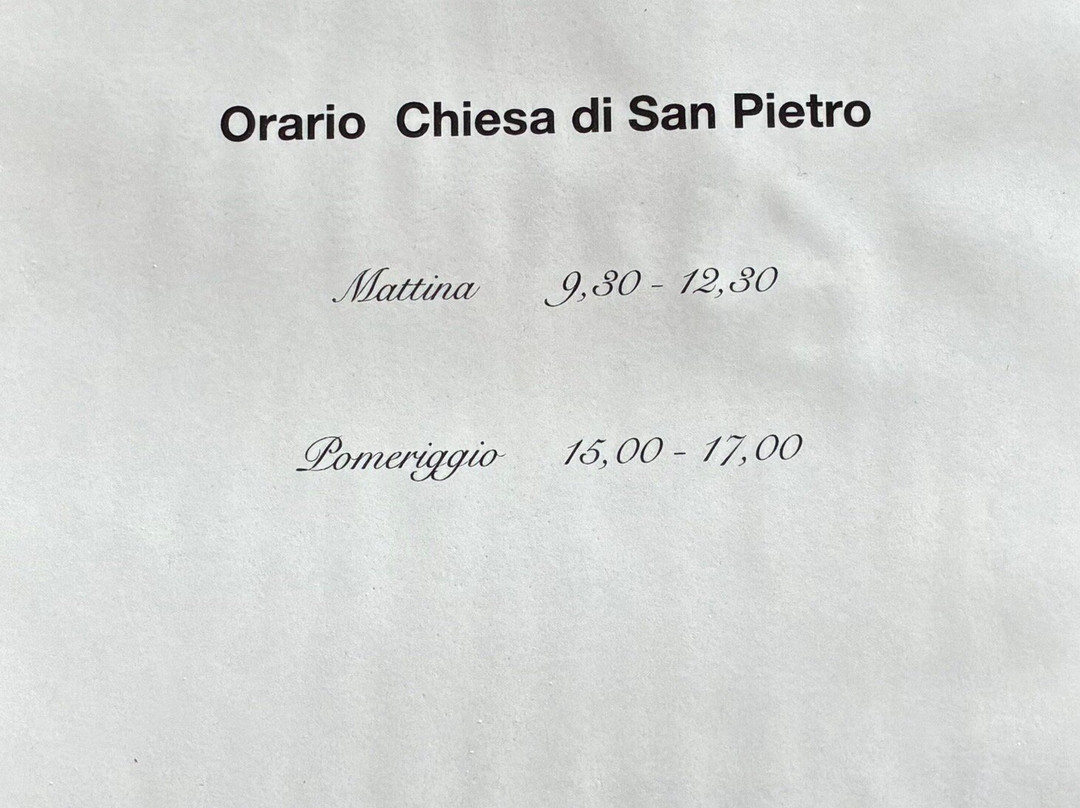 Orario Chiesa di San Pietro
Mattina 9,30 - 12,30
Pomeriggio 15,00 - 17,00